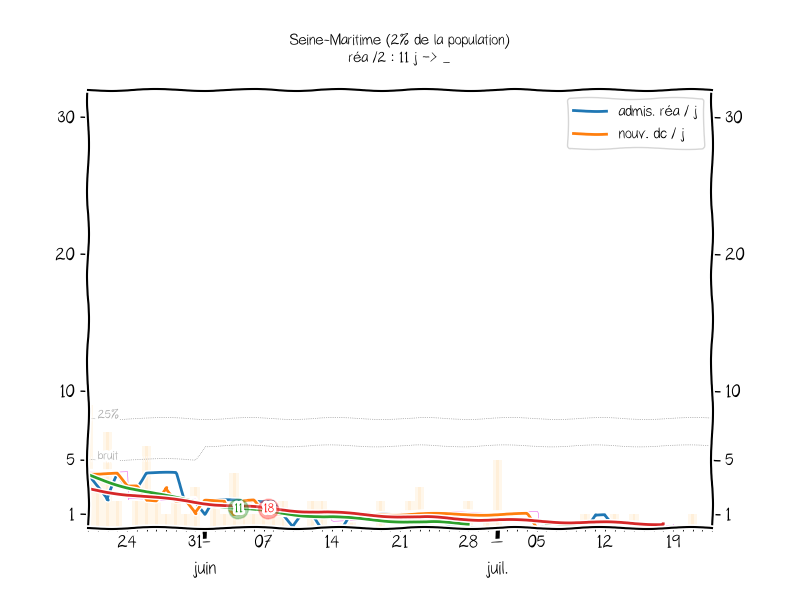 Seine-Maritime (2% de la population)
réa /2 : 11 j -> _
admis. réa / j
nouv. dc / j
30 30
20 20
10 10
25%
bruit
5 5
11 18
1 1
24 31 07 14 21 28 05 12 19
juin juil.